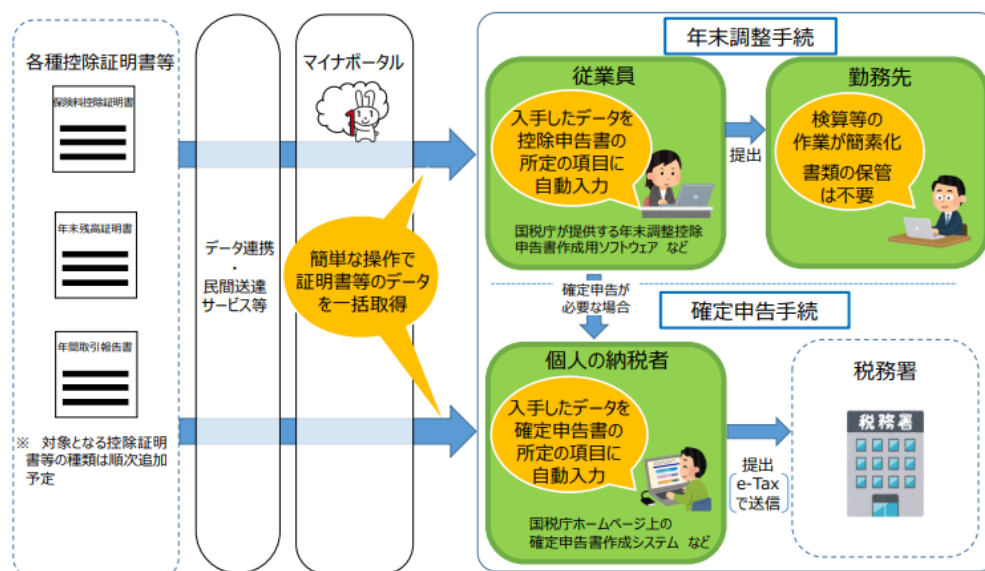 各種控除証明書等
保険料控除証明書
年末残高証明書
年間取引報告書
※ 対象となる控除証明
書等の種類は順次追加
予定
データ連携
・
民間送達
サービス等
マイナポータル
1
簡単な操作で
証明書等のデータ
を一括取得
年末調整手続
従業員
入手したデータを
控除申告書の
所定の項目に
自動入力
国税庁が提供する年末調整控除
申告書作成用ソフトウェア など
提出
勤務先
検算等の
作業が簡素化
書類の保管
は不要
確定申告が
必要な場合
確定申告手続
個人の納税者
入手したデータを
確定申告書の
所定の項目に
自動入力
国税庁ホームページ上の
確定申告書作成システム など
提出
e-Tax
で送信
税務署
税務署